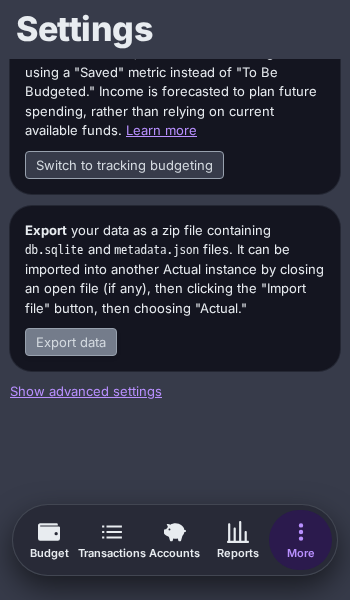 Settings
using a "Saved" metric instead of "To Be
Budgeted." Income is forecasted to plan future
spending, rather than relying on current
available funds. Learn more
Switch to tracking budgeting
Export your data as a zip file containing
db.sqlite and metadata.json files. It can be
imported into another Actual instance by closing
an open file (if any), then clicking the "Import
file" button, then choosing "Actual."
Export data
Show advanced settings
Budget Transactions Accounts Reports More